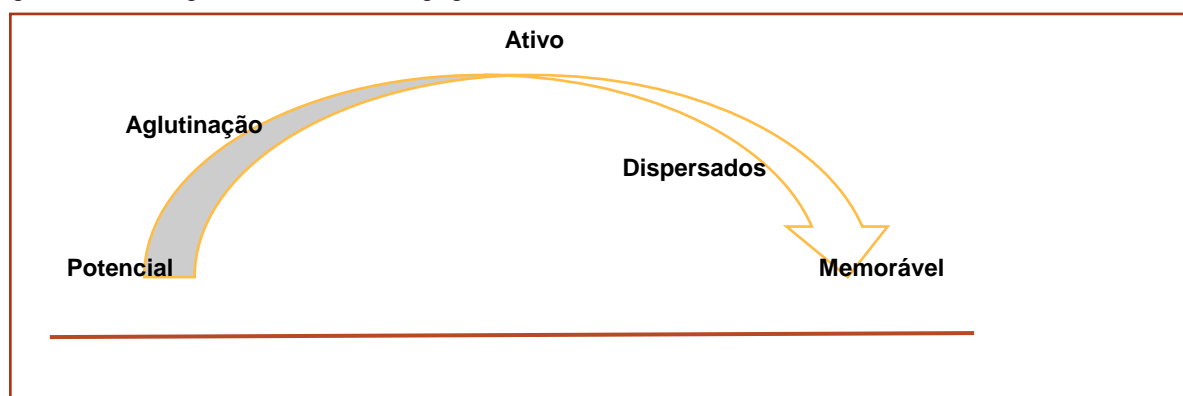 Ativo
Aglutinação
Dispersados
Potencial
Memorável